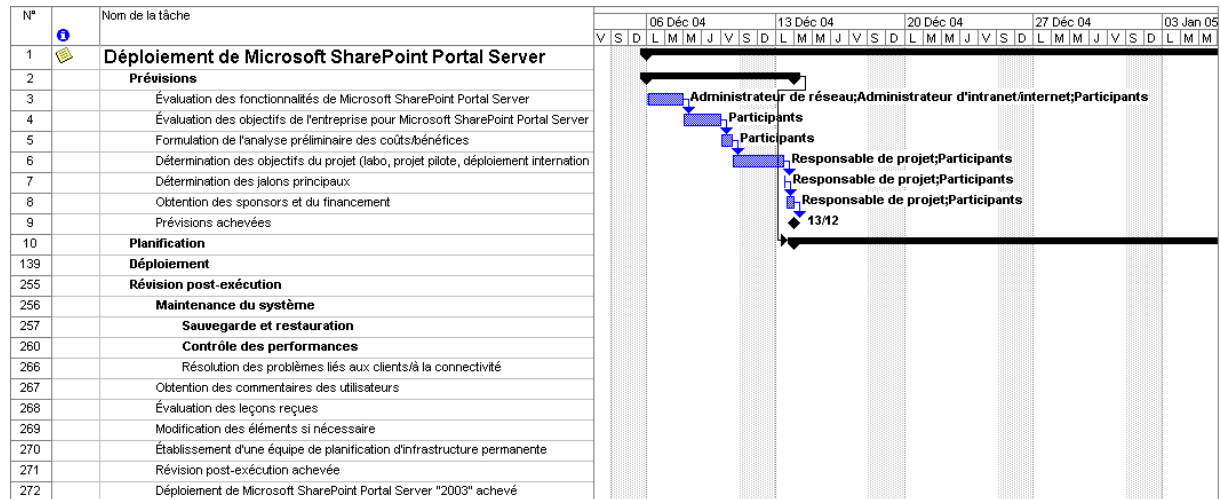 N° Nom de la tâche 06 Déc 04 13 Déc 04 20 Déc 04 27 Déc 04 03 Jan 05
V S D L M M J V S D L M M J V S D L M M J V S D L M M J V S D L M M
1 Déploiement de Microsoft SharePoint Portal Server
2 Prévisions
3 Évaluation des fonctionnalités de Microsoft SharePoint Portal Server Administrateur de réseau;Administrateur d'intranet/internet;Participants
4 Évaluation des objectifs de l'entreprise pour Microsoft SharePoint Portal Server Participants
5 Formulation de l'analyse préliminaire des coûts/bénéfices Participants
6 Détermination des objectifs du projet (labo, projet pilote, déploiement internation Responsable de projet;Participants
7 Détermination des jalons principaux Responsable de projet;Participants
8 Obtention des sponsors et du financement Responsable de projet;Participants
9 Prévisions achevées 13/12
10 Planification
139 Déploiement
255 Révision post-exécution
256 Maintenance du système
257 Sauvegarde et restauration
260 Contrôle des performances
266 Résolution des problèmes liés aux clients/à la connectivité
267 Obtention des commentaires des utilisateurs
268 Évaluation des leçons reçues
269 Modification des éléments si nécessaire
270 Établissement d'une équipe de planification d'infrastructure permanente
271 Révision post-exécution achevée
272 Déploiement de Microsoft SharePoint Portal Server "2003" achevé